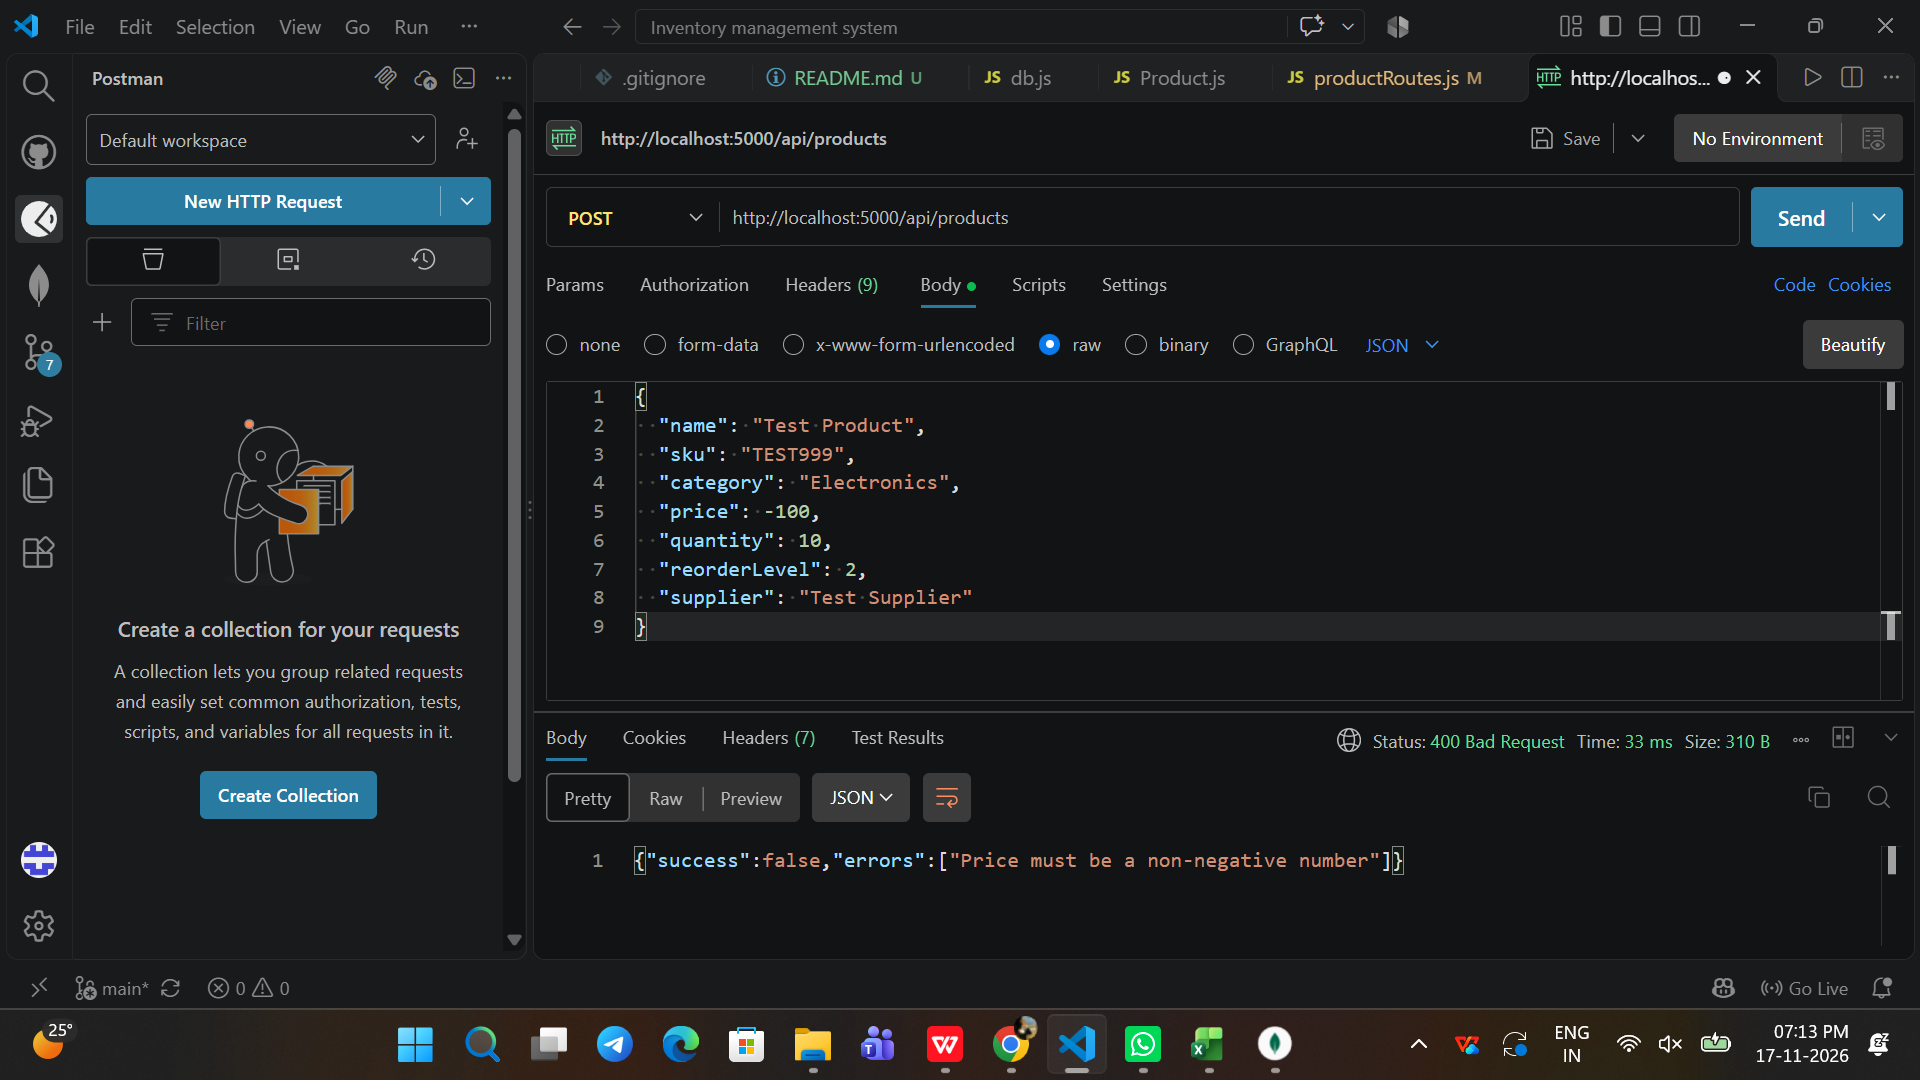 File Edit Selection View Go Run ···
Inventory management system
Postman
Default workspace
New HTTP Request
Filter
Create a collection for your requests
A collection lets you group related requests
and easily set common authorization, tests,
scripts, and variables for all requests in it.
Create Collection
7
.gitignore
README.md U
JS db.js
JS Product.js
JS productRoutes.js M
HTTP http://localhos...
HTTP http://localhost:5000/api/products
Save
No Environment
POST http://localhost:5000/api/products
Send
Params Authorization Headers (9) Body Scripts Settings
Code Cookies
none form-data x-www-form-urlencoded raw binary GraphQL JSON
Beautify
1 {
2 "name": "Test Product",
3 "sku": "TEST999",
4 "category": "Electronics",
5 "price": -100,
6 "quantity": 10,
7 "reorderLevel": 2,
8 "supplier": "Test Supplier"
9 }
Body Cookies Headers (7) Test Results
Status: 400 Bad Request Time: 33 ms Size: 310 B
Pretty Raw Preview JSON
1 {"success":false,"errors":["Price must be a non-negative number"]}
main* 0 0
Go Live
25°
ENG
IN
07:13 PM
17-11-2026